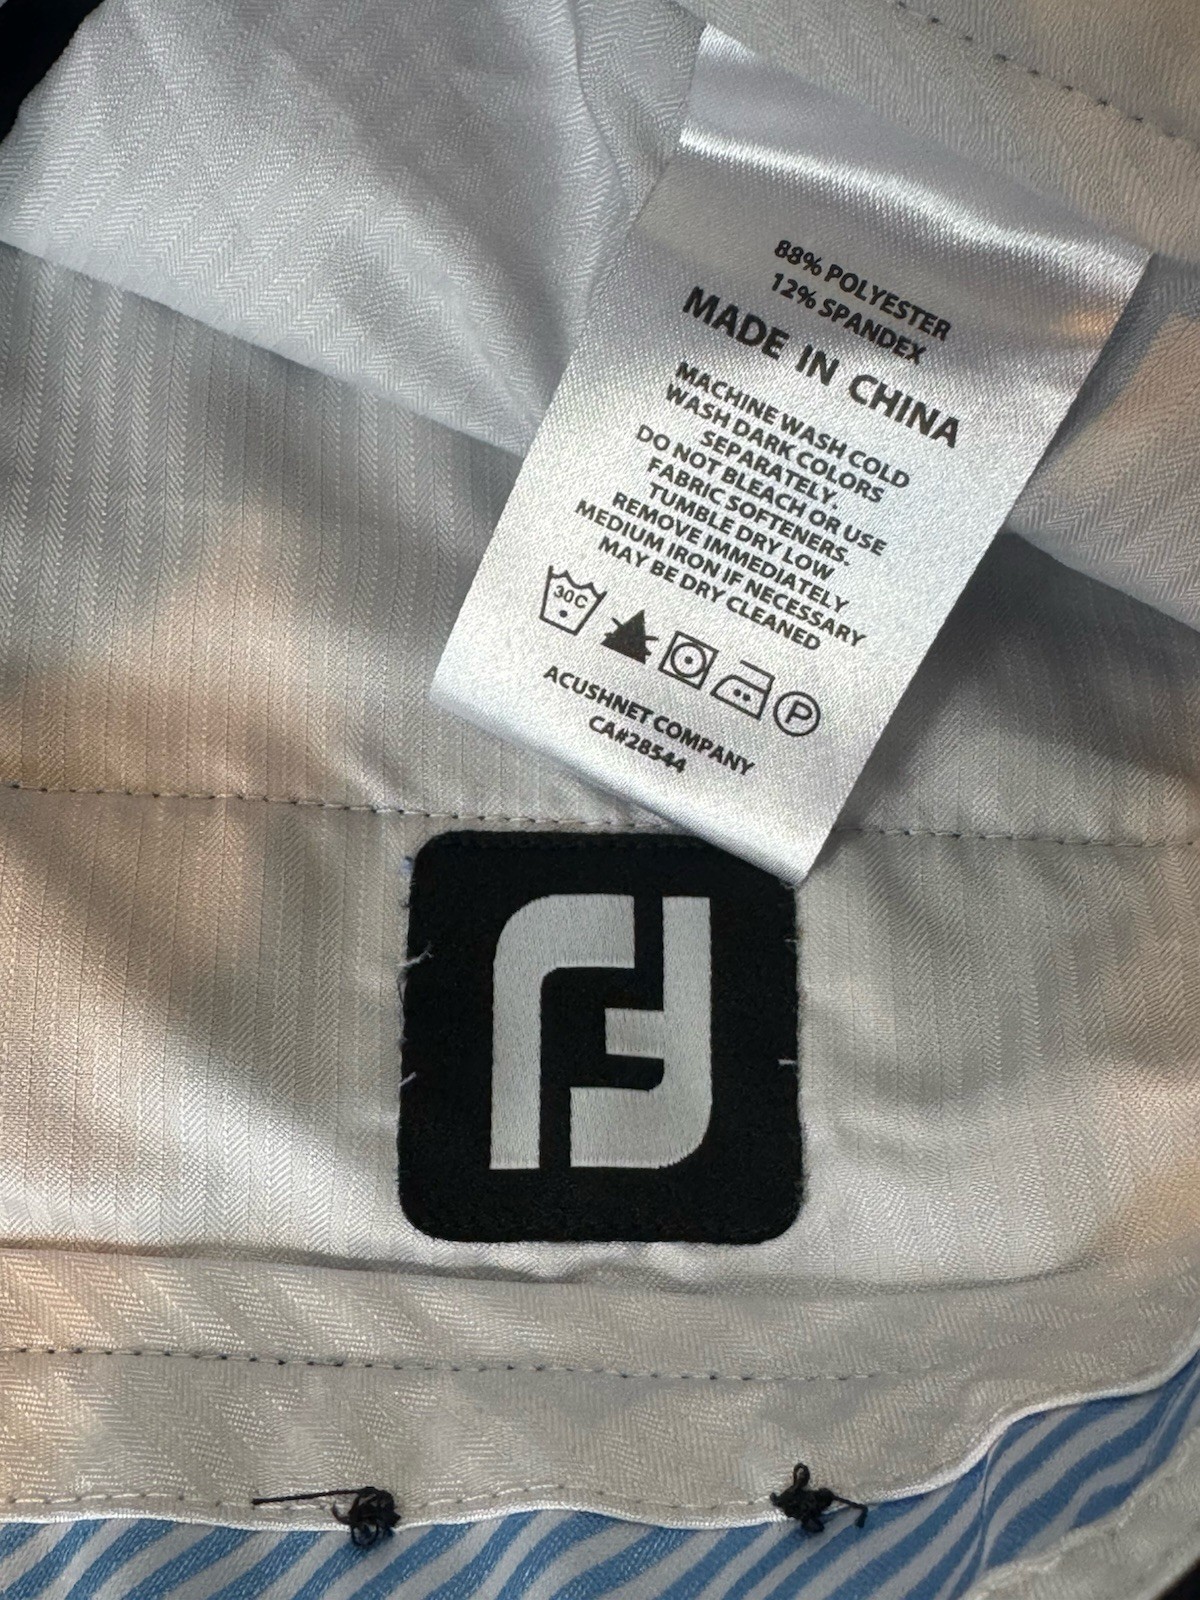 88% POLYESTER
12% SPANDEX
MADE IN CHINA
MACHINE WASH COLD
WASH DARK COLORS
SEPARATELY.
DO NOT BLEACH OR USE
FABRIC SOFTENERS.
TUMBLE DRY LOW
REMOVE IMMEDIATELY
MEDIUM IRON IF NECESSARY
MAY BE DRY CLEANED
30C
P
ACUSHNET COMPANY
CA#28544
FJ